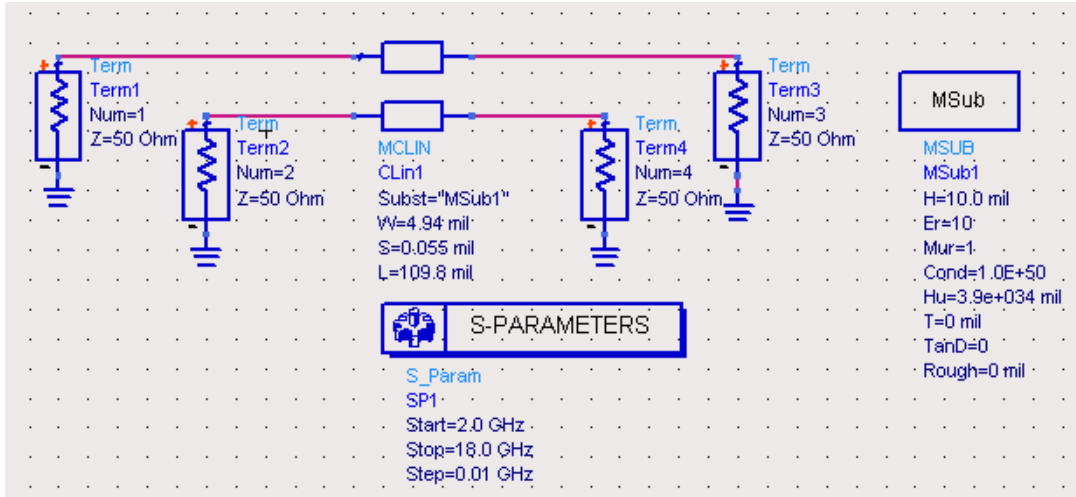 Term
Term1
Num=1
Z=50 Ohm
Term
Term2
Num=2
Z=50 Ohm
MCLIN
CLin1
Subst="MSub1"
W=4.94 mil
S=0.055 mil
L=109.8 mil
Term
Term4
Num=4
Z=50 Ohm
Term
Term3
Num=3
Z=50 Ohm
MSub
MSUB
MSub1
H=10.0 mil
Er=10
Mur=1
Cond=1.0E+50
Hu=3.9e+034 mil
T=0 mil
TanD=0
Rough=0 mil
S-PARAMETERS
S_Param
SP1
Start=2.0 GHz
Stop=18.0 GHz
Step=0.01 GHz